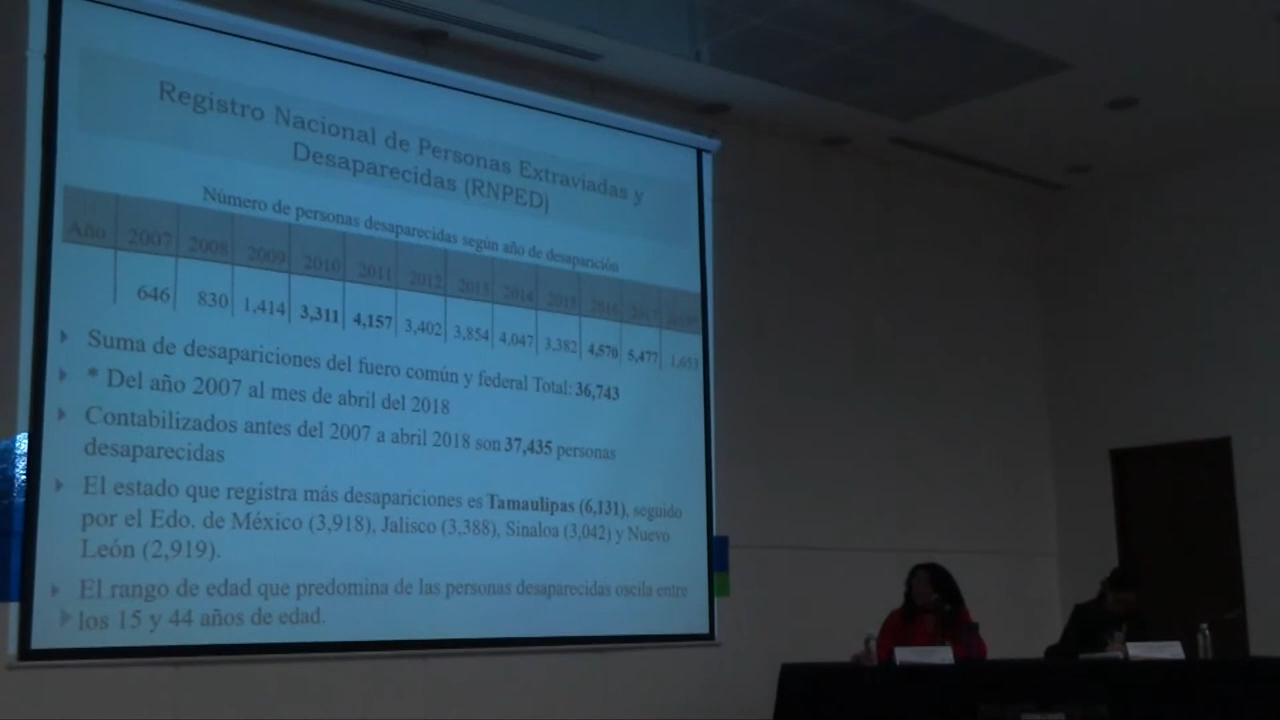 Registro Nacional de Personas Extraviadas y
Desaparecidas (RNPED)
Número de personas desaparecidas según año de desaparición
Año 2007 2008 2009 2010 2011 2012 2013 2014 2015 2016 2017
646 830 1,414 3,311 4,157 3,402 3,854 4,047 3,382 4,570 5,477 1,653
Suma de desapariciones del fuero común y federal Total: 36,743
* Del año 2007 al mes de abril del 2018
Contabilizados antes del 2007 a abril 2018 son 37,435 personas
desaparecidas
El estado que registra más desapariciones es Tamaulipas (6,131), seguido
por el Edo. de México (3,918), Jalisco (3,388), Sinaloa (3,042) y Nuevo
León (2,919).
El rango de edad que predomina de las personas desaparecidas oscila entre
los 15 y 44 años de edad.